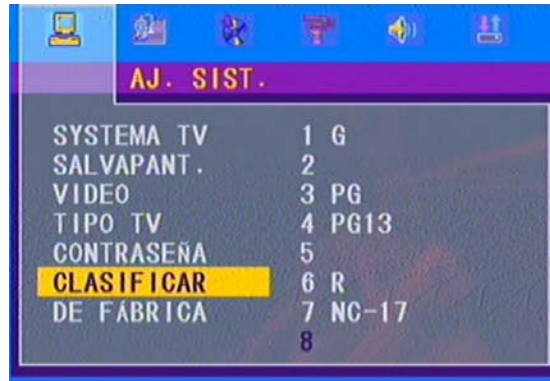 AJ. SIST.
SYSTEMA TV 1 G
SALVAPANT. 2
VIDEO 3 PG
TIPO TV 4 PG13
CONTRASEÑA 5
CLASIFICAR 6 R
DE FÁBRICA 7 NC-17
8